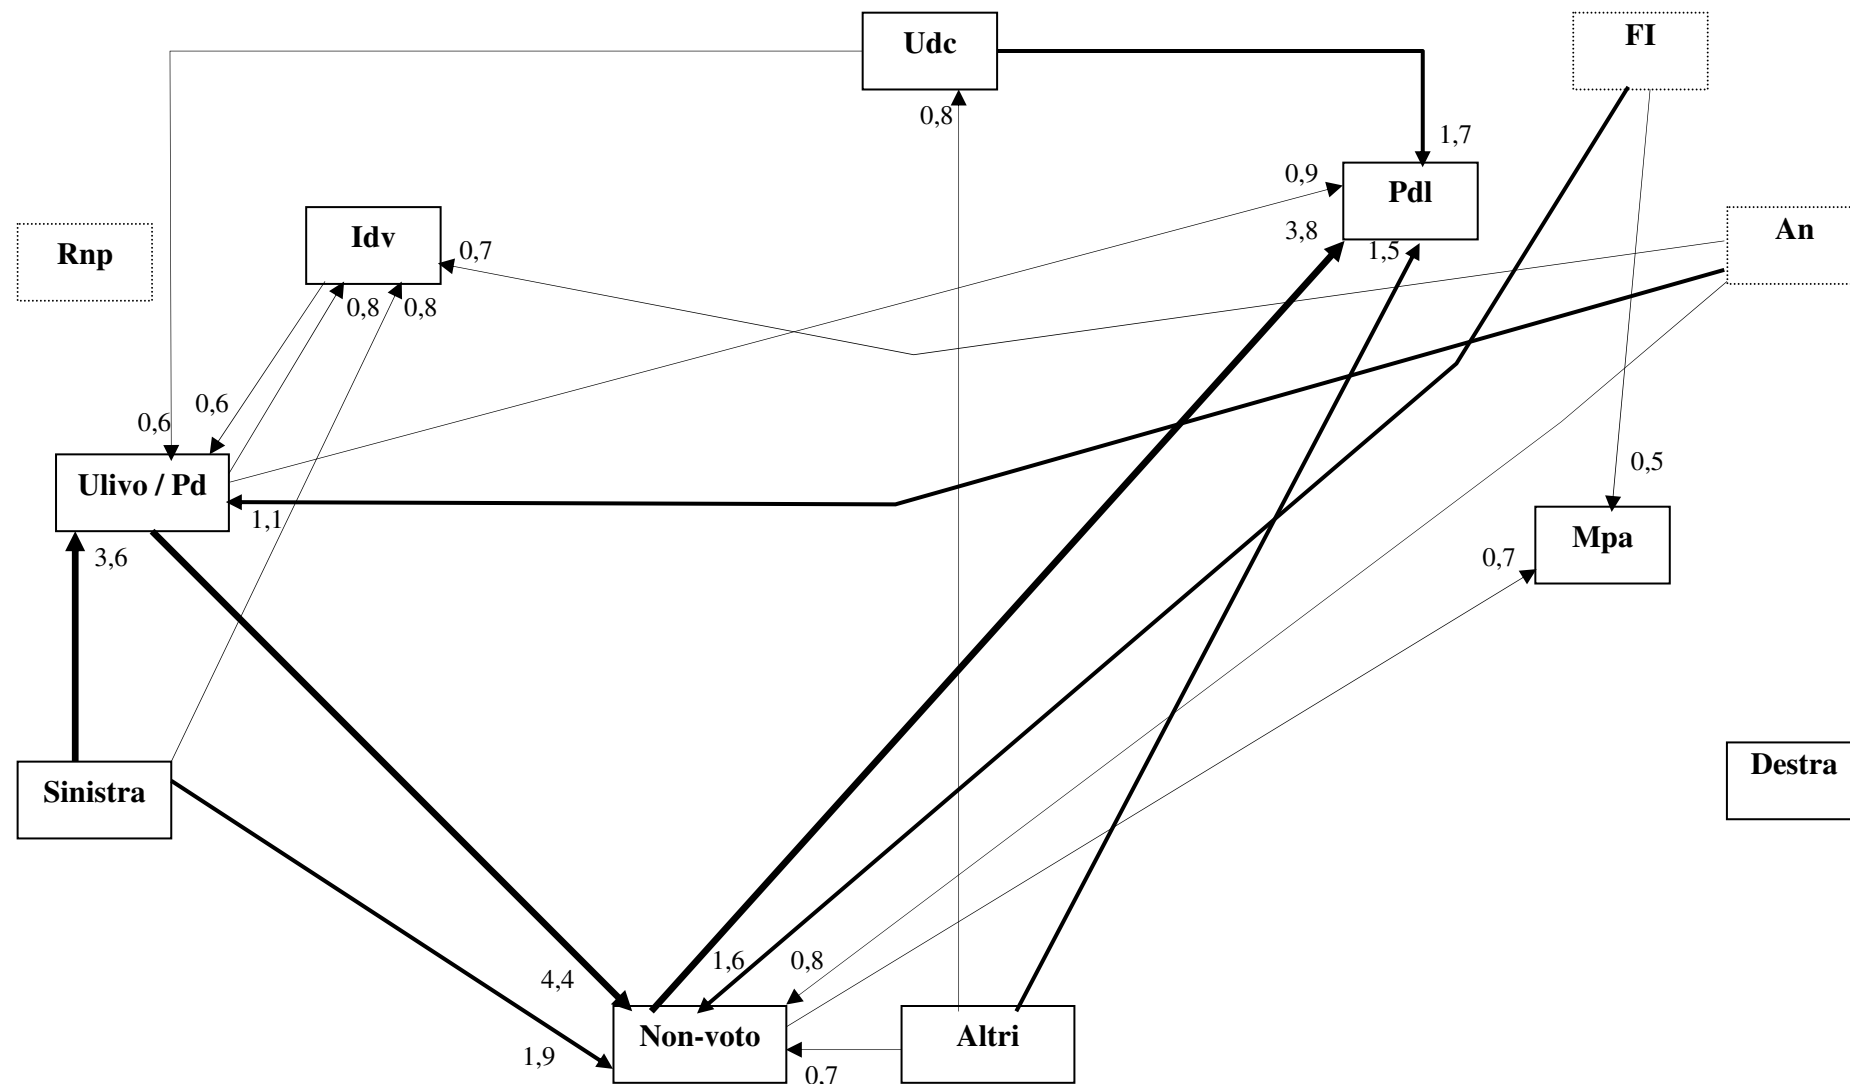 Udc
FI
0,8
1,7
0,9
Pdl
An
Idv
3,8
Rnp
0,7
1,5
0,8
0,8
0,6
0,6
0,5
Ulivo / Pd
1,1
Mpa
3,6
0,7
Destra
Sinistra
1,6
0,8
4,4
Non-voto
Altri
1,9
0,7